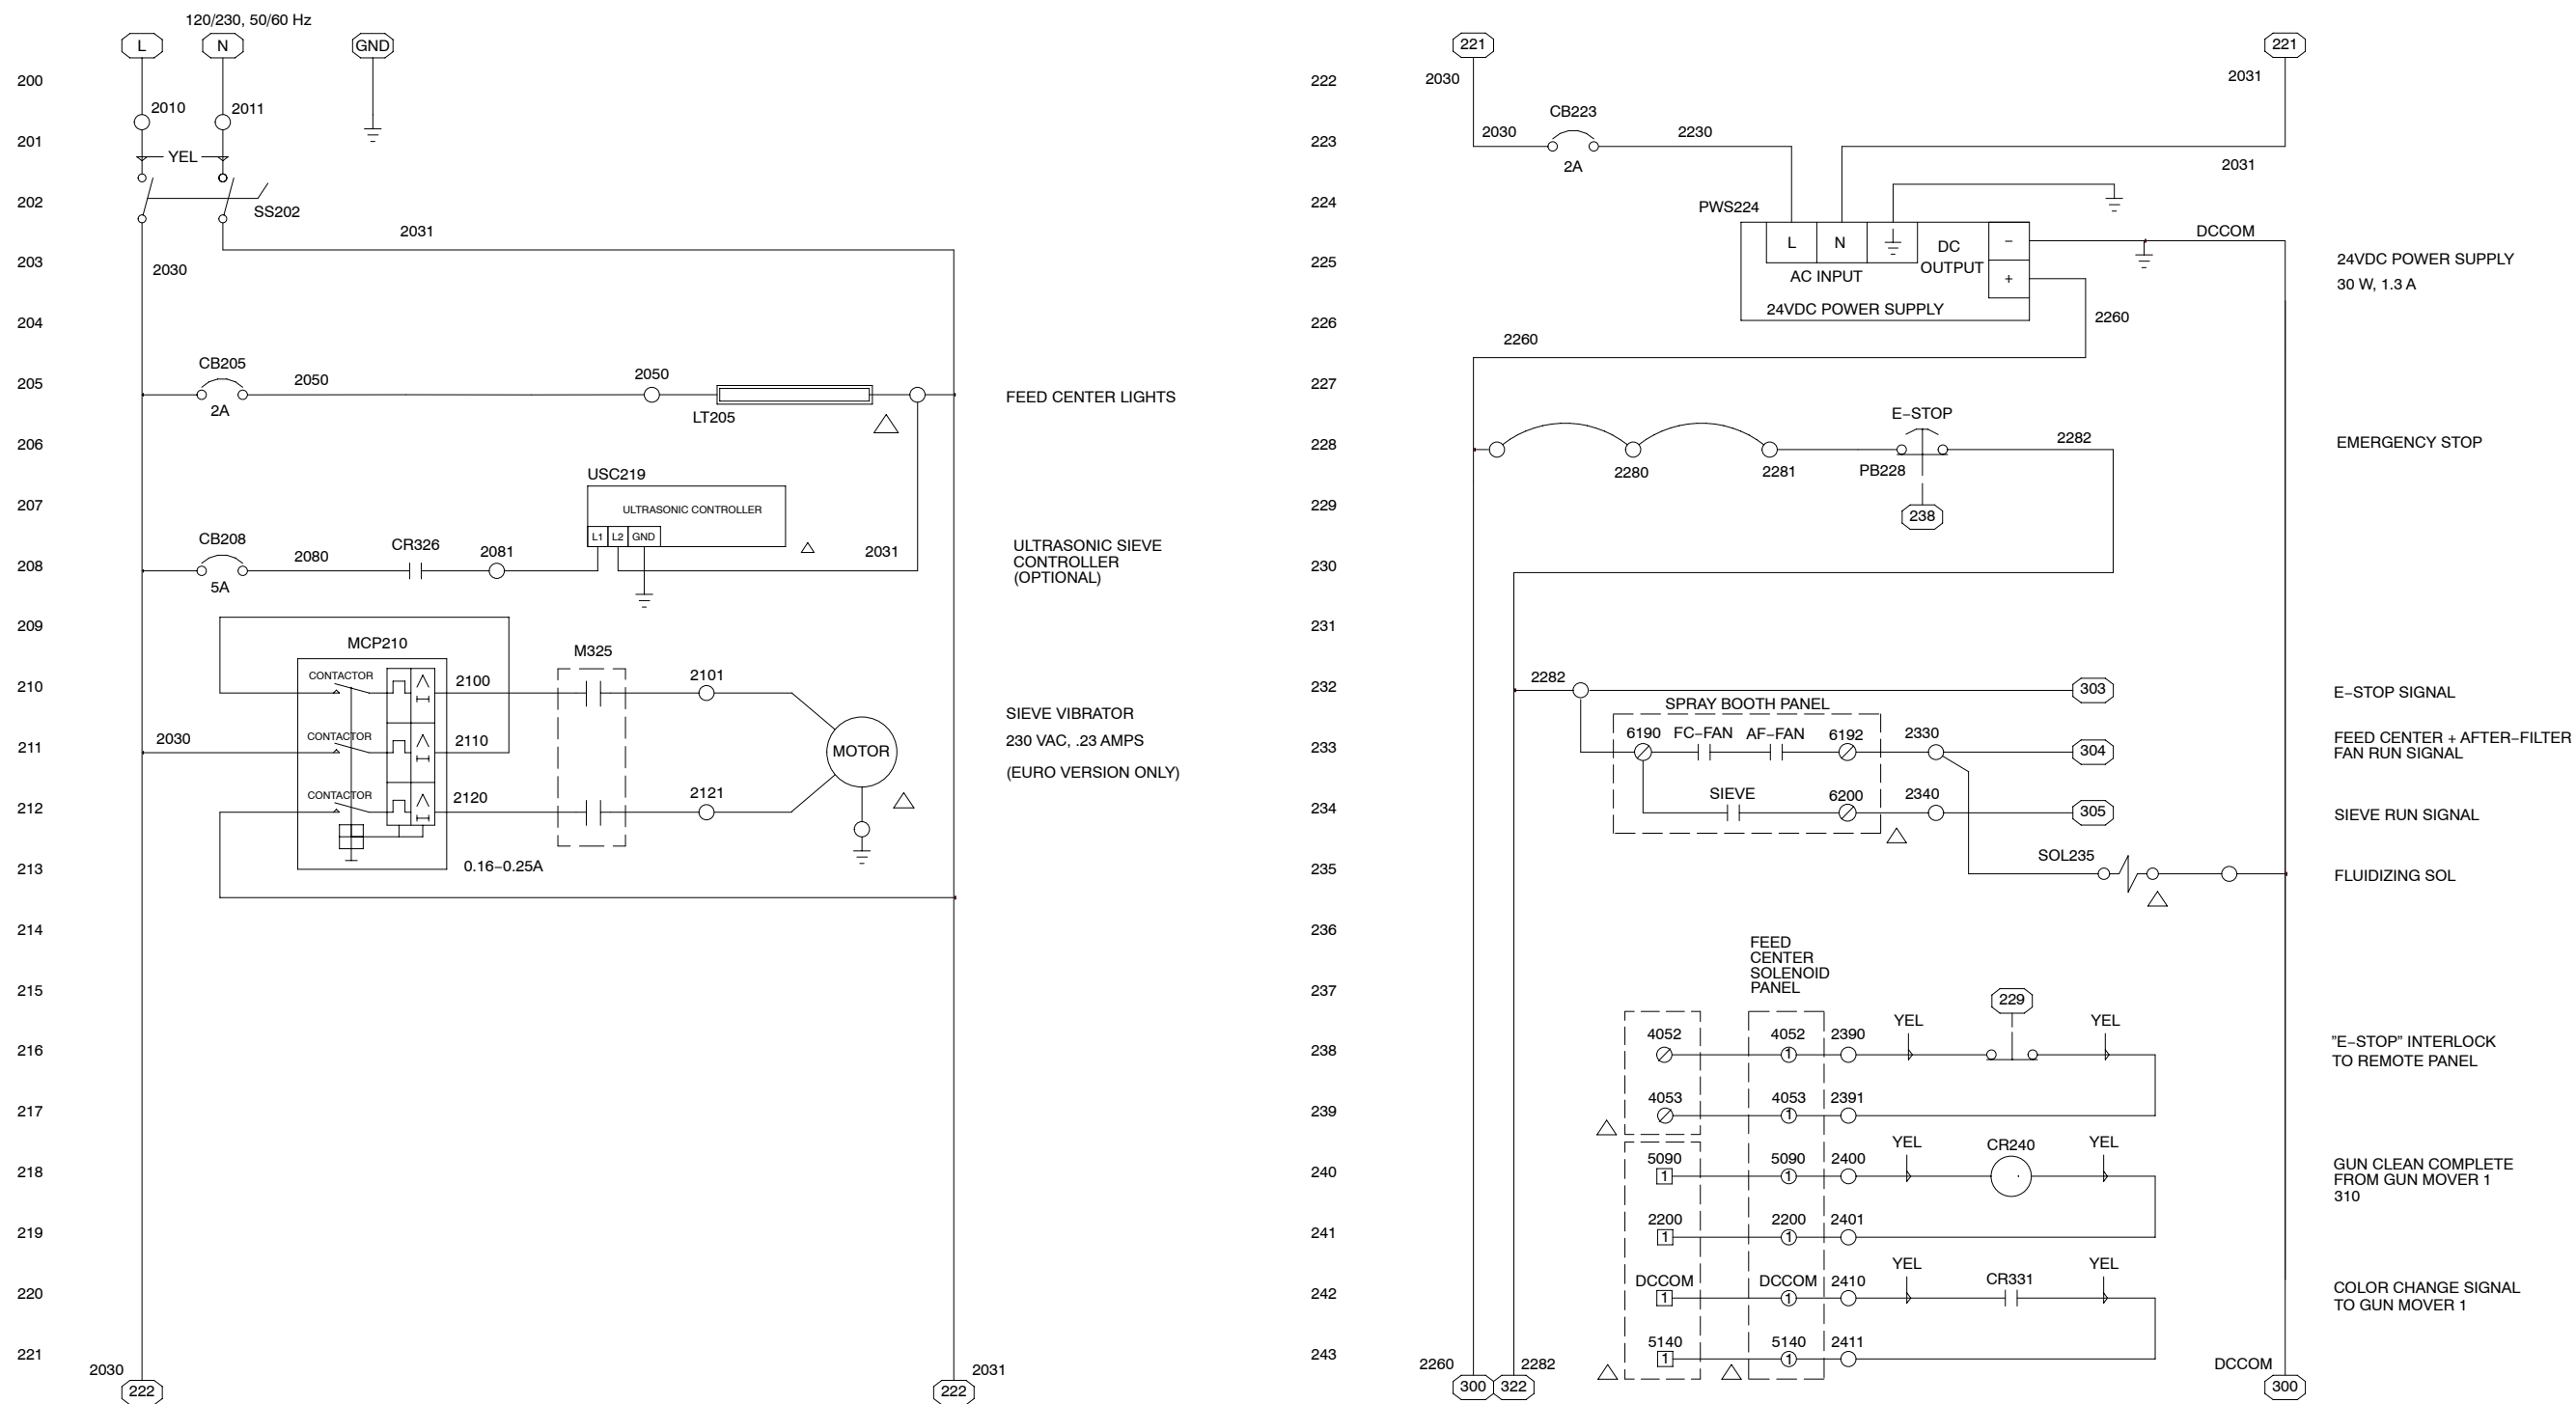 120/230, 50/60 Hz
L
N
GND
200
2010
2011
201
YEL
202
SS202
2031
203
2030
204
CB205
205
2050
2050
2A
LT205
FEED CENTER LIGHTS
206
USC219
207
ULTRASONIC CONTROLLER
L1
L2
GND
CB208
2080
CR326
2081
2031
208
5A
ULTRASONIC SIEVE
CONTROLLER
(OPTIONAL)
209
MCP210
M325
210
CONTACTOR
2100
2101
SIEVE VIBRATOR
230 VAC, .23 AMPS
(EURO VERSION ONLY)
211
2030
CONTACTOR
2110
MOTOR
212
CONTACTOR
2120
2121
213
0.16−0.25A
214
215
216
217
218
219
220
221
2030
2031
222
222
221
221
222
2030
2031
CB223
223
2030
2230
2A
2031
224
PWS224
L
N
DC
OUTPUT
−
+
DCCOM
225
AC INPUT
24VDC POWER SUPPLY
30 W, 1.3 A
226
24VDC POWER SUPPLY
2260
2260
227
E−STOP
228
2280
2281
PB228
2282
EMERGENCY STOP
229
238
230
231
232
2282
303
E−STOP SIGNAL
SPRAY BOOTH PANEL
233
6190
FC−FAN
AF−FAN
6192
2330
304
FEED CENTER + AFTER−FILTER
FAN RUN SIGNAL
234
SIEVE
6200
2340
305
SIEVE RUN SIGNAL
235
SOL235
FLUIDIZING SOL
236
FEED
CENTER
SOLENOID
PANEL
237
229
238
4052
4052
1
2390
YEL
YEL
"E−STOP" INTERLOCK
TO REMOTE PANEL
239
4053
4053
1
2391
240
5090
1
5090
1
2400
YEL
CR240
YEL
GUN CLEAN COMPLETE
FROM GUN MOVER 1
310
241
2200
1
2200
1
2401
242
DCCOM
1
DCCOM
1
2410
YEL
CR331
YEL
COLOR CHANGE SIGNAL
TO GUN MOVER 1
243
5140
1
5140
1
2411
2260
2282
DCCOM
300
322
300